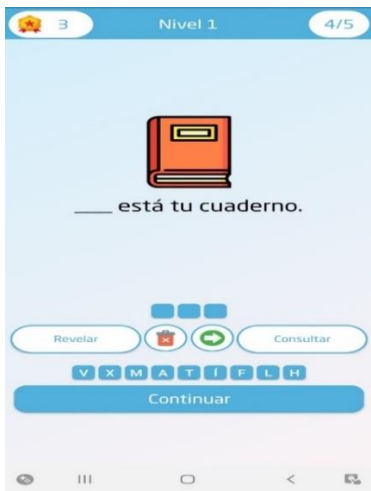 3 Nivel 1 4/5
____ está tu cuaderno.
Revelar Consultar
V X M A T Í F L H
Continuar